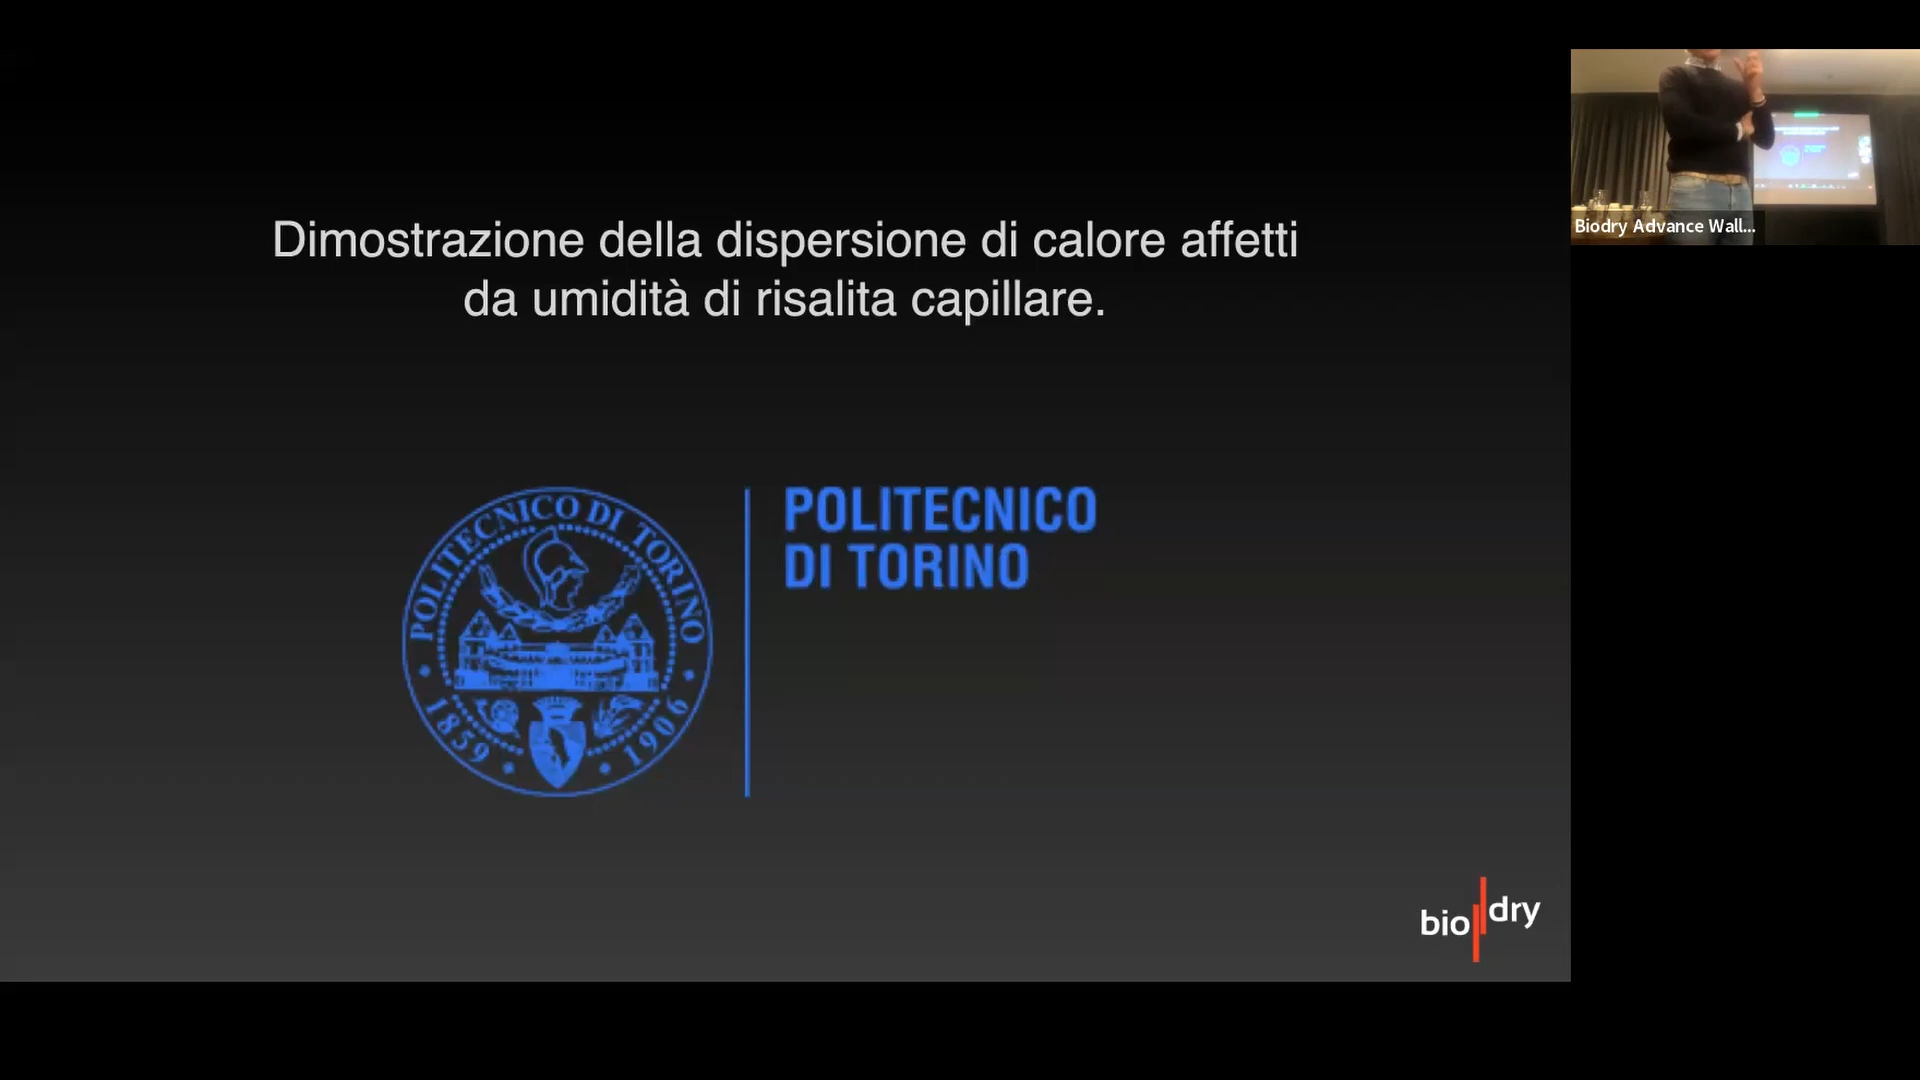 Dimostrazione della dispersione di calore affetti
da umidità di risalita capillare.
POLITECNICO DI TORINO
1859 1906
POLITECNICO
DI TORINO
bio dry
Biodry Advance Wall...